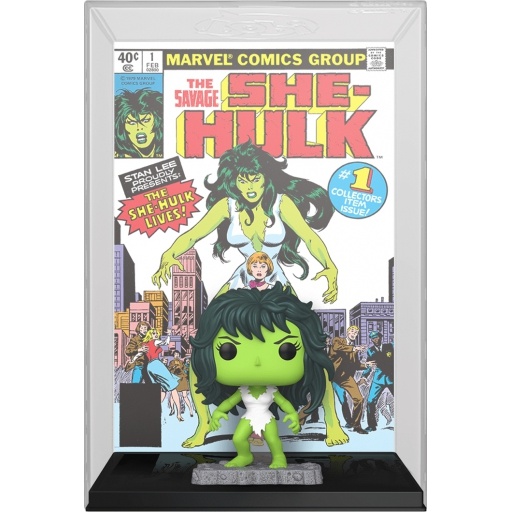 40¢
1
FEB
MARVEL COMICS GROUP
THE
SAVAGE
SHE-
HULK
TM
STAN LEE
PROUDLY
PRESENTS:
THE
SHE-HULK
LIVES!
#1
COLLECTORS
ITEM
ISSUE!